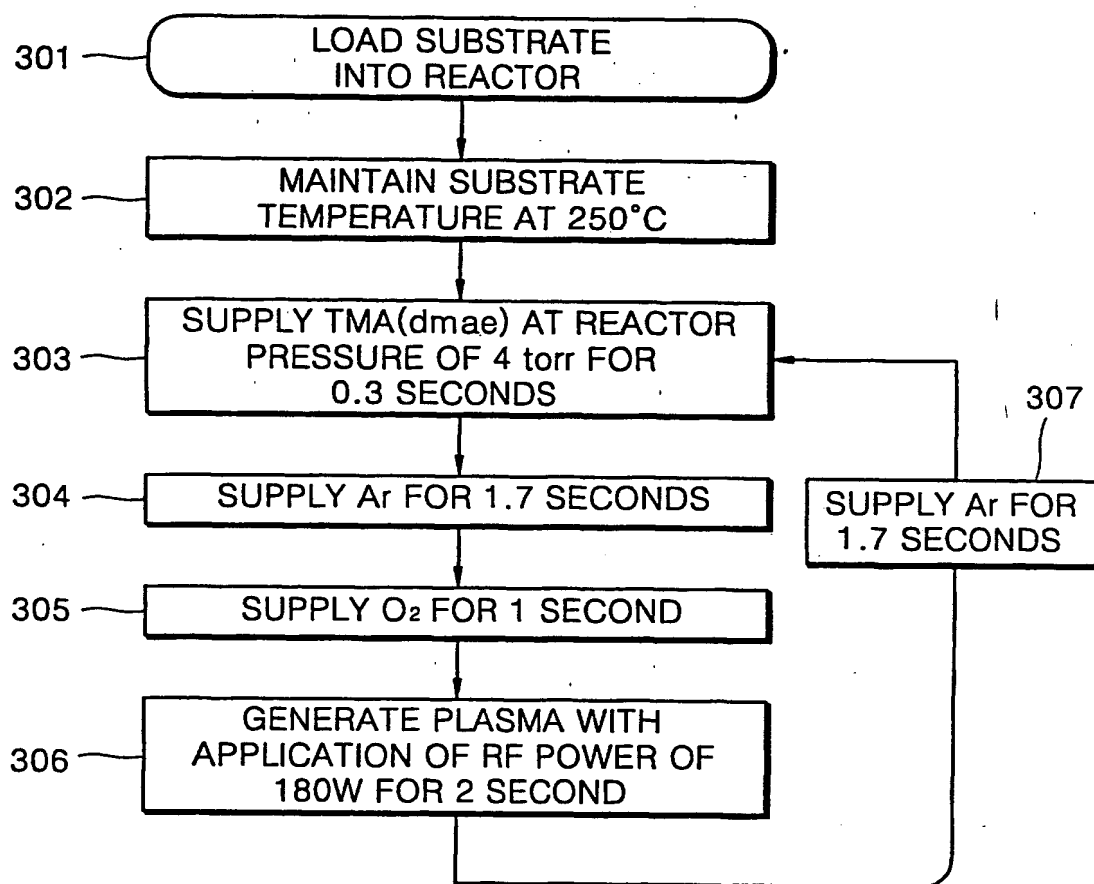 301
LOAD SUBSTRATE
INTO REACTOR
302
MAINTAIN SUBSTRATE
TEMPERATURE AT 250°C
303
SUPPLY TMA(dmae) AT REACTOR
PRESSURE OF 4 torr FOR
0.3 SECONDS
307
304
SUPPLY Ar FOR 1.7 SECONDS
SUPPLY Ar FOR
1.7 SECONDS
305
SUPPLY O₂ FOR 1 SECOND
306
GENERATE PLASMA WITH
APPLICATION OF RF POWER OF
180W FOR 2 SECOND